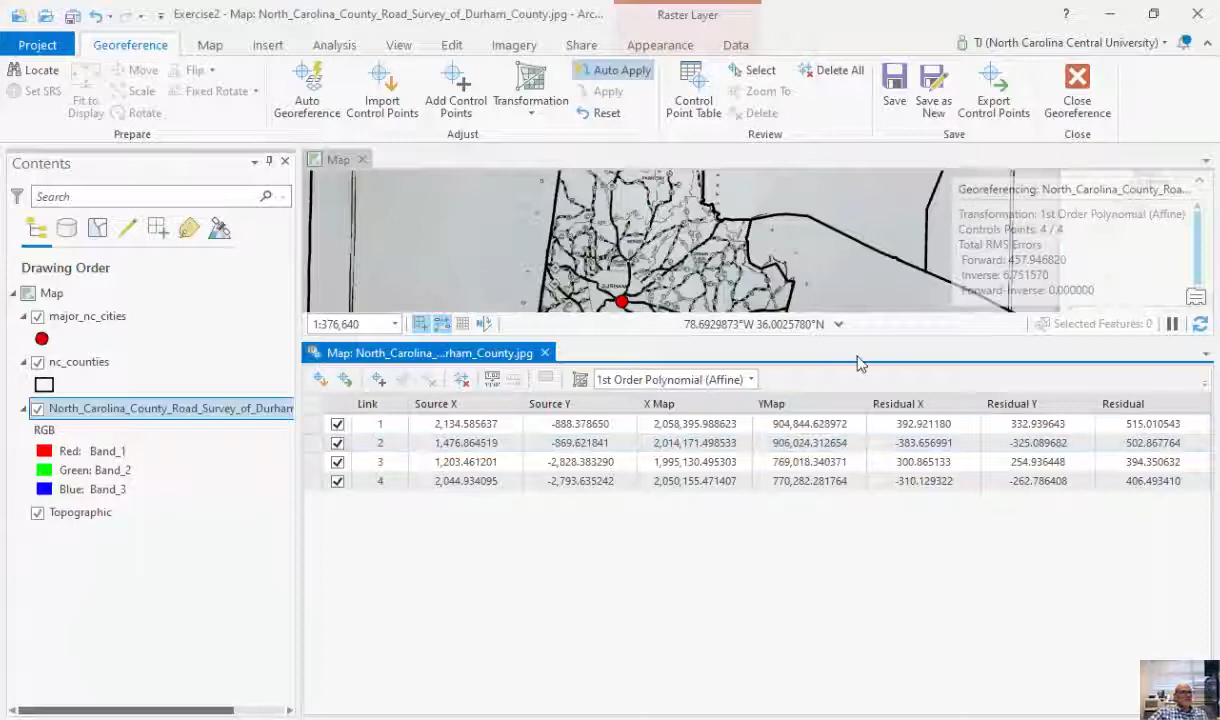 Exercise2 - Map: North_Carolina_County_Road_Survey_of_Durham_County.jpg - Arc...
Raster Layer
?
Project
Georeference
Map
Insert
Analysis
View
Edit
Imagery
Share
Appearance
Data
TJ (North Carolina Central University)
Locate
Move
Flip
Set SRS
Fit to Display
Scale
Fixed Rotate
Rotate
Prepare
Auto Georeference
Import Control Points
Add Control Points
Transformation
Auto Apply
Apply
Reset
Adjust
Control Point Table
Select
Zoom To
Delete
Delete All
Review
Save
Save as New
Export Control Points
Save
Close Georeference
Close
Contents
Search
Drawing Order
Map
major_nc_cities
nc_counties
North_Carolina_County_Road_Survey_of_Durham
RGB
Red: Band_1
Green: Band_2
Blue: Band_3
Topographic
Map
DURHAM
Georeferencing: North_Carolina_County_Roa...
Transformation: 1st Order Polynomial (Affine)
Controls Points: 4 / 4
Total RMS Errors
Forward: 457.946820
Inverse: 6.751570
Forward-Inverse: 0.000000
1:376,640
78.6929873°W 36.0025780°N
Selected Features: 0
Map: North_Carolina_...rham_County.jpg
1st Order Polynomial (Affine)
Link Source X Source Y X Map YMap Residual X Residual Y Residual
1 2,134.585637 -888.378650 2,058,395.988623 904,844.628972 392.921180 332.939643 515.010543
2 1,476.864519 -869.621841 2,014,171.498533 906,024.312654 -383.656991 -325.089682 502.867764
3 1,203.461201 -2,828.383290 1,995,130.495303 769,018.340371 300.865133 254.936448 394.350632
4 2,044.934095 -2,793.635242 2,050,155.471407 770,282.281764 -310.129322 -262.786408 406.493410